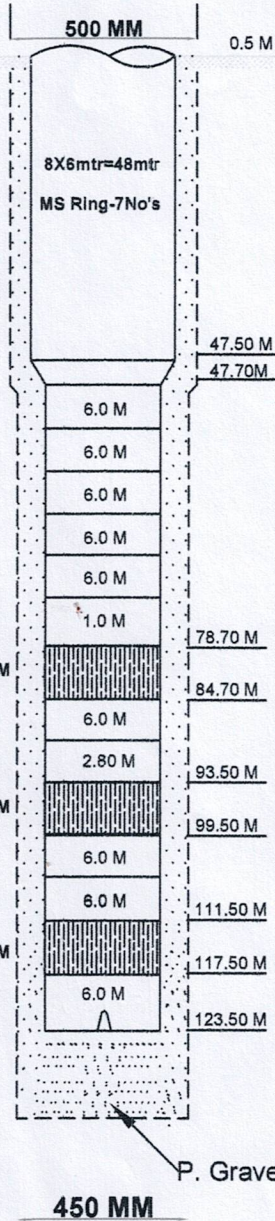 500 MM
0.5 M
8X6mtr=48mtr
MS Ring-7No's
47.50 M
47.70M
6.0 M
6.0 M
6.0 M
6.0 M
6.0 M
1.0 M
78.70 M
M
84.70 M
6.0 M
2.80 M
93.50 M
M
99.50 M
6.0 M
6.0 M
111.50 M
M
117.50 M
6.0 M
123.50 M
P. Grave
450 MM